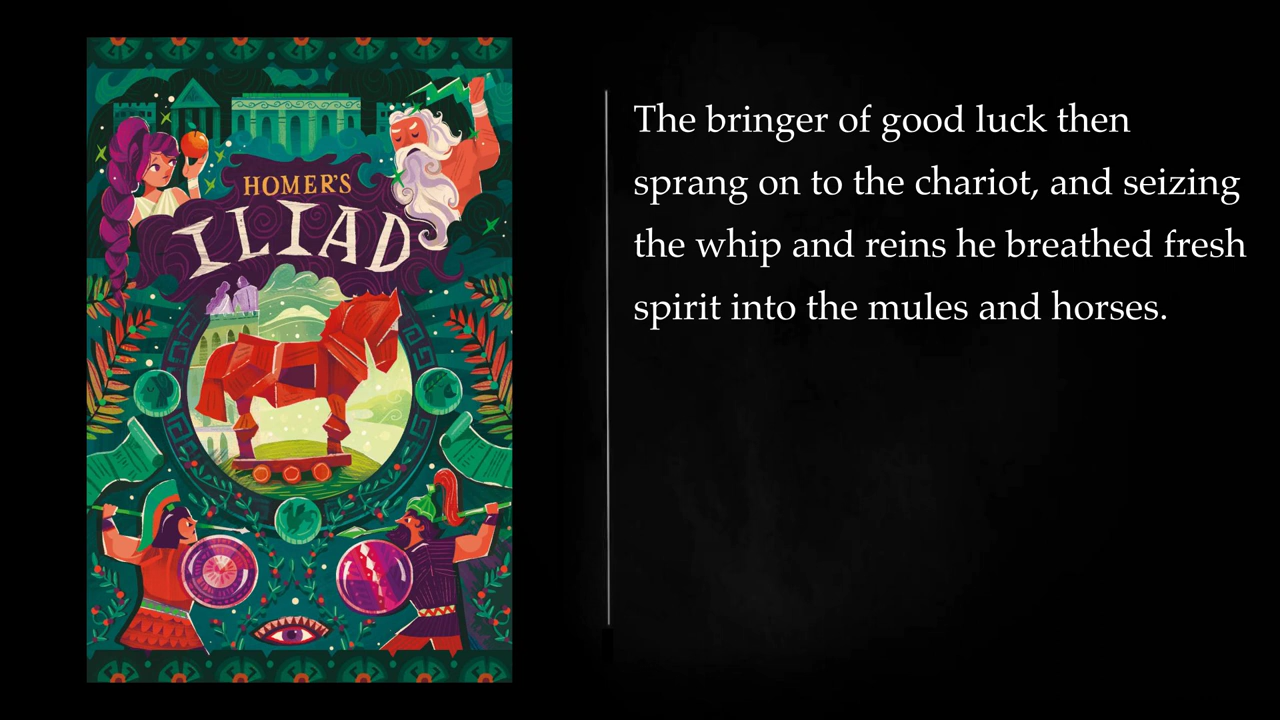 HOMER'S
ILIAD
The bringer of good luck then
sprang on to the chariot, and seizing
the whip and reins he breathed fresh
spirit into the mules and horses.